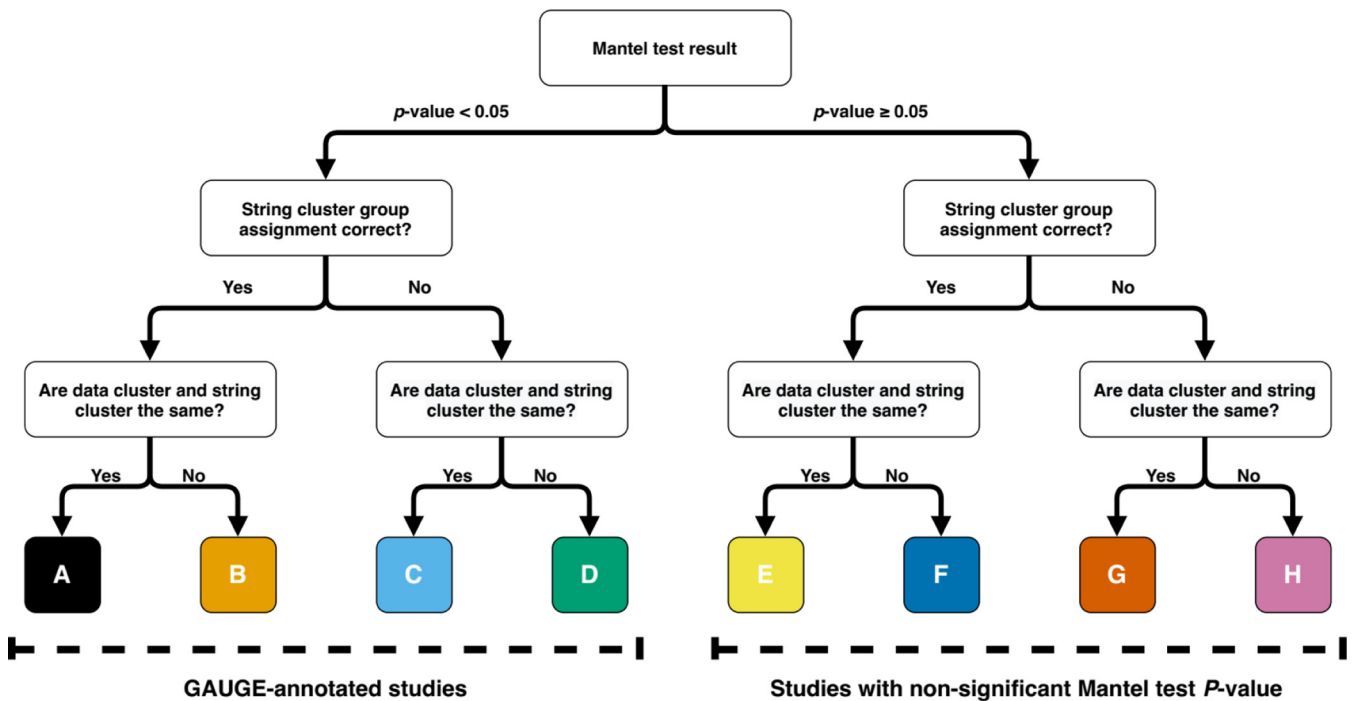 Mantel test result
p-value < 0.05
p-value ≥ 0.05
String cluster group
assignment correct?
String cluster group
assignment correct?
Yes
No
Yes
No
Are data cluster and string
cluster the same?
Are data cluster and string
cluster the same?
Are data cluster and string
cluster the same?
Are data cluster and string
cluster the same?
Yes
No
Yes
No
Yes
No
Yes
No
A
B
C
D
E
F
G
H
GAUGE-annotated studies
Studies with non-significant Mantel test P-value